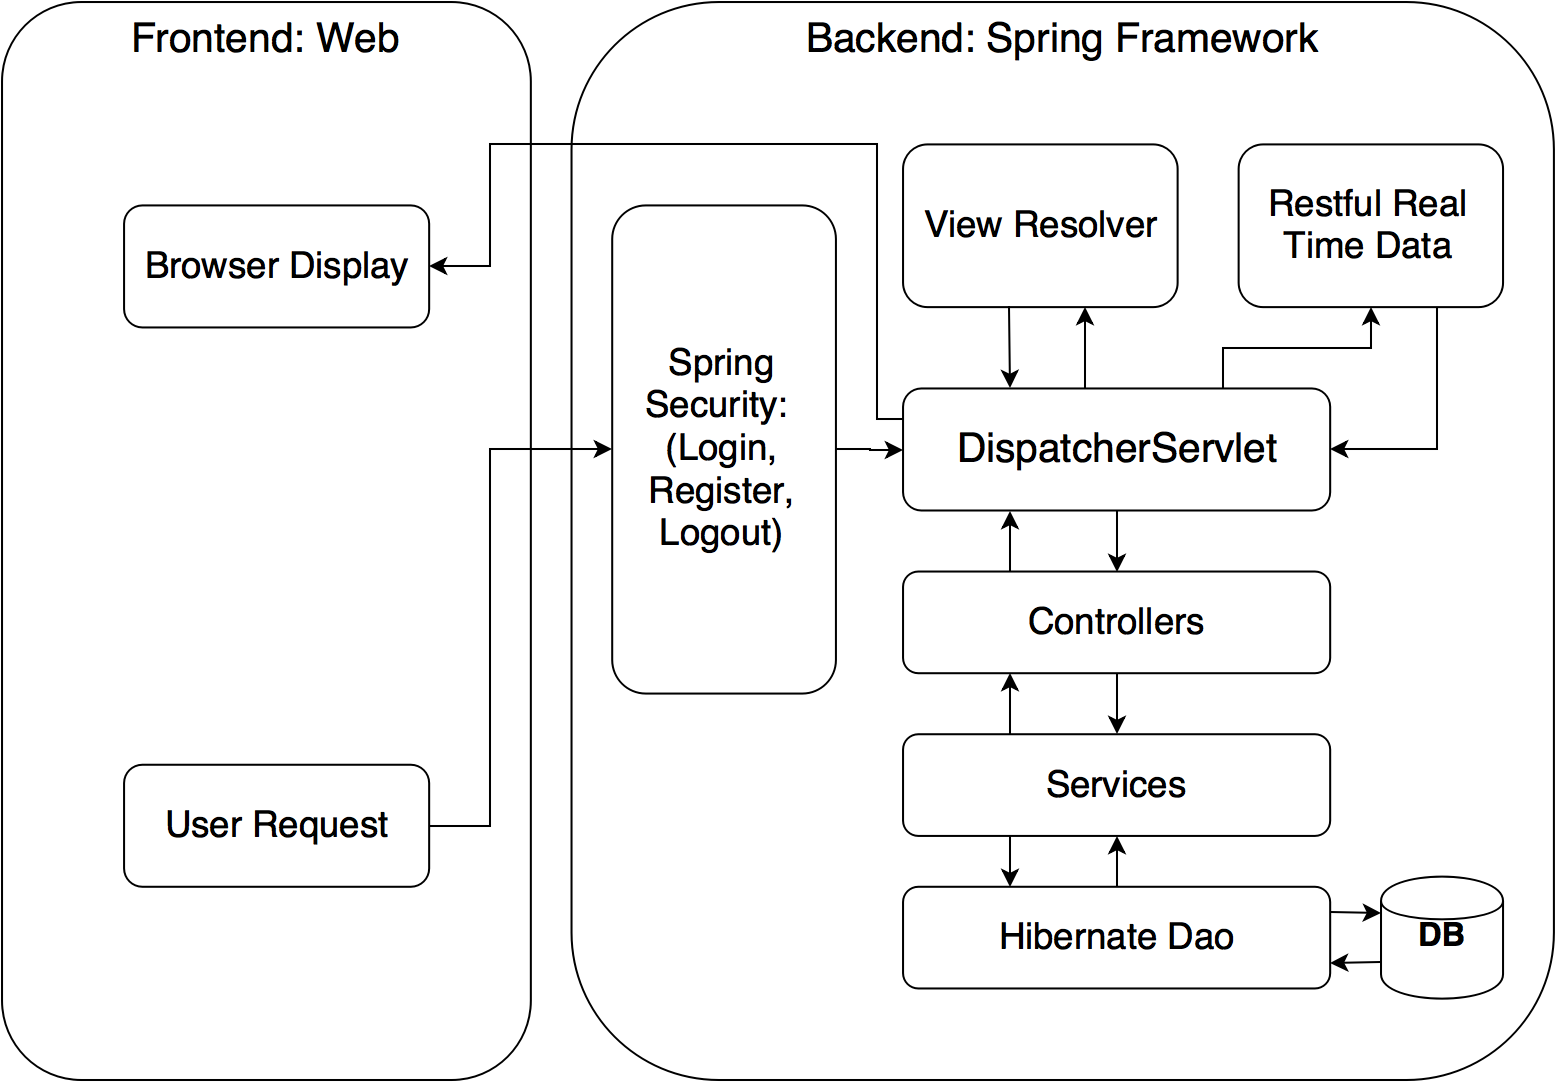 Frontend: Web
Backend: Spring Framework
Browser Display
View Resolver
Restful Real
Time Data
Spring
Security:
(Login,
Register,
Logout)
DispatcherServlet
Controllers
Services
User Request
Hibernate Dao
DB